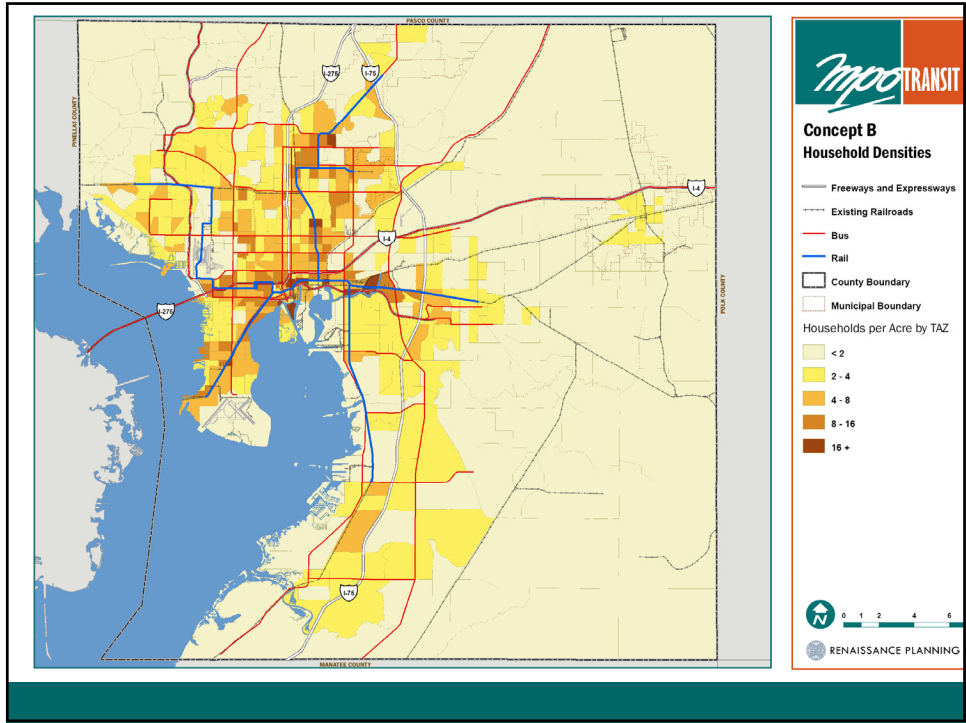 PASCO COUNTY
I-275
I-75
PINELLAS COUNTY
I-4
I-4
I-275
POLK COUNTY
I-75
MANATEE COUNTY
mpo TRANSIT
Concept B
Household Densities
Freeways and Expressways
Existing Railroads
Bus
Rail
County Boundary
Municipal Boundary
Households per Acre by TAZ
< 2
2 - 4
4 - 8
8 - 16
16 +
N
0 1 2 4 6
RENAISSANCE PLANNING